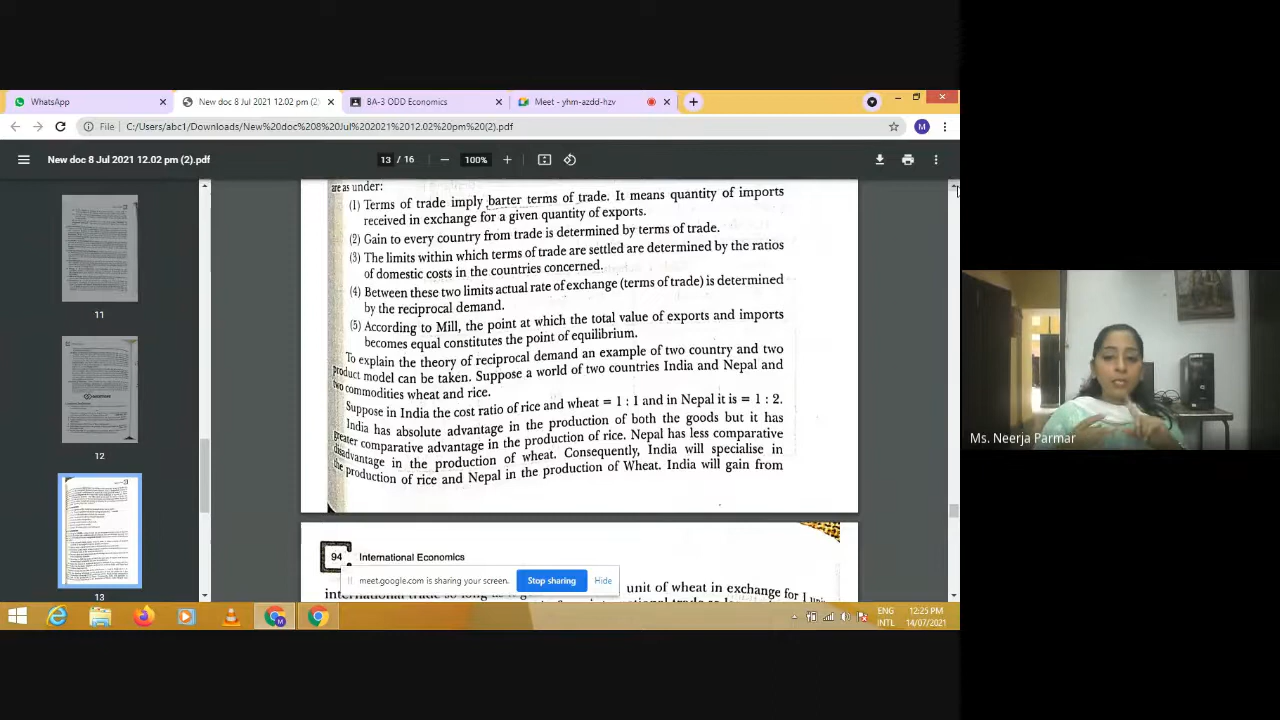 WhatsApp
New doc 8 Jul 2021 12.02 pm (2).
BA-3 ODD Economics
Meet - yhm-azdd-hzv
File
C:/Users/abc1/Downloads/New%20doc%208%20Jul%202021%2012.02%20pm%20(2).pdf
M
New doc 8 Jul 2021 12.02 pm (2).pdf
13 / 16
100%
are as under:
(1) Terms of trade imply barter terms of trade. It means quantity of imports
received in exchange for a given quantity of exports.
(2) Gain to every country from trade is determined by terms of trade.
(3) The limits within which terms of trade are settled are determined by the ratios
of domestic costs in the countries concerned.
(4) Between these two limits actual rate of exchange (terms of trade) is determined
by the reciprocal demand.
(5) According to Mill, the point at which the total value of exports and imports
becomes equal constitutes the point of equilibrium.
To explain the theory of reciprocal demand an example of two country and two
product model can be taken. Suppose a world of two countries India and Nepal and
two commodities wheat and rice.
Suppose in India the cost ratio of rice and wheat = 1 : 1 and in Nepal it is = 1 : 2.
India has absolute advantage in the production of both the goods but it has
greater comparative advantage in the production of rice. Nepal has less comparative
disadvantage in the production of wheat. Consequently, India will specialise in
the production of rice and Nepal in the production of Wheat. India will gain from
11
12
13
94
International Economics
international trade so long as
unit of wheat in exchange for 1 unit
meet.google.com is sharing your screen.
Stop sharing
Hide
Ms. Neerja Parmar
ENG
INTL
12:25 PM
14/07/2021